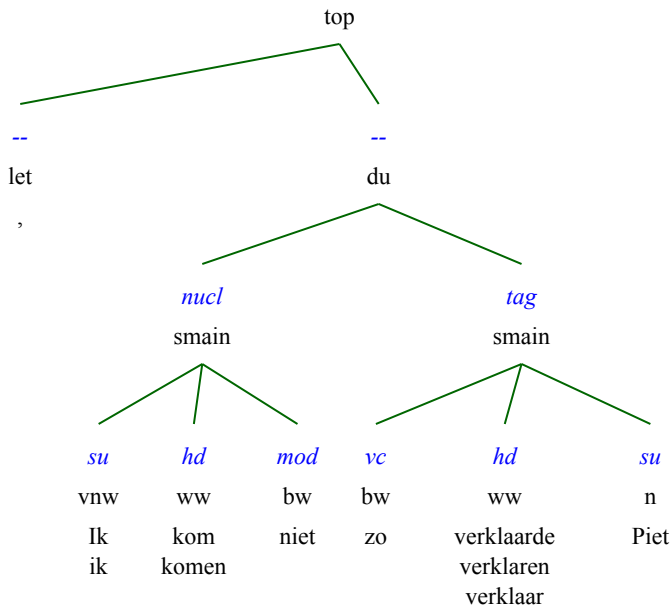 top
-- --
let du
,
nucl tag
smain smain
su hd mod vc hd su
vnw ww bw bw ww n
Ik kom niet zo verklaarde Piet
ik komen verklaren
verklaar